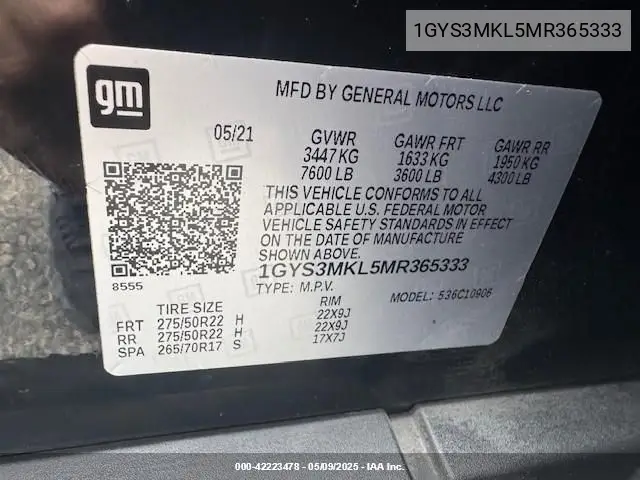 1GYS3MKL5MR365333
gm
MFD BY GENERAL MOTORS LLC
05/21 GVWR GAWR FRT GAWR RR
3447 KG 1633 KG 1950 KG
7600 LB 3600 LB 4300 LB
THIS VEHICLE CONFORMS TO ALL
APPLICABLE U.S. FEDERAL MOTOR
VEHICLE SAFETY STANDARDS IN EFFECT
ON THE DATE OF MANUFACTURE
SHOWN ABOVE.
1GYS3MKL5MR365333
8555
TYPE: M.P.V. MODEL: 536C10906
TIRE SIZE RIM
FRT 275/50R22 H 22X9J
RR 275/50R22 H 22X9J
SPA 265/70R17 S 17X7J
000-42223478 - 05/09/2025 - IAA Inc.